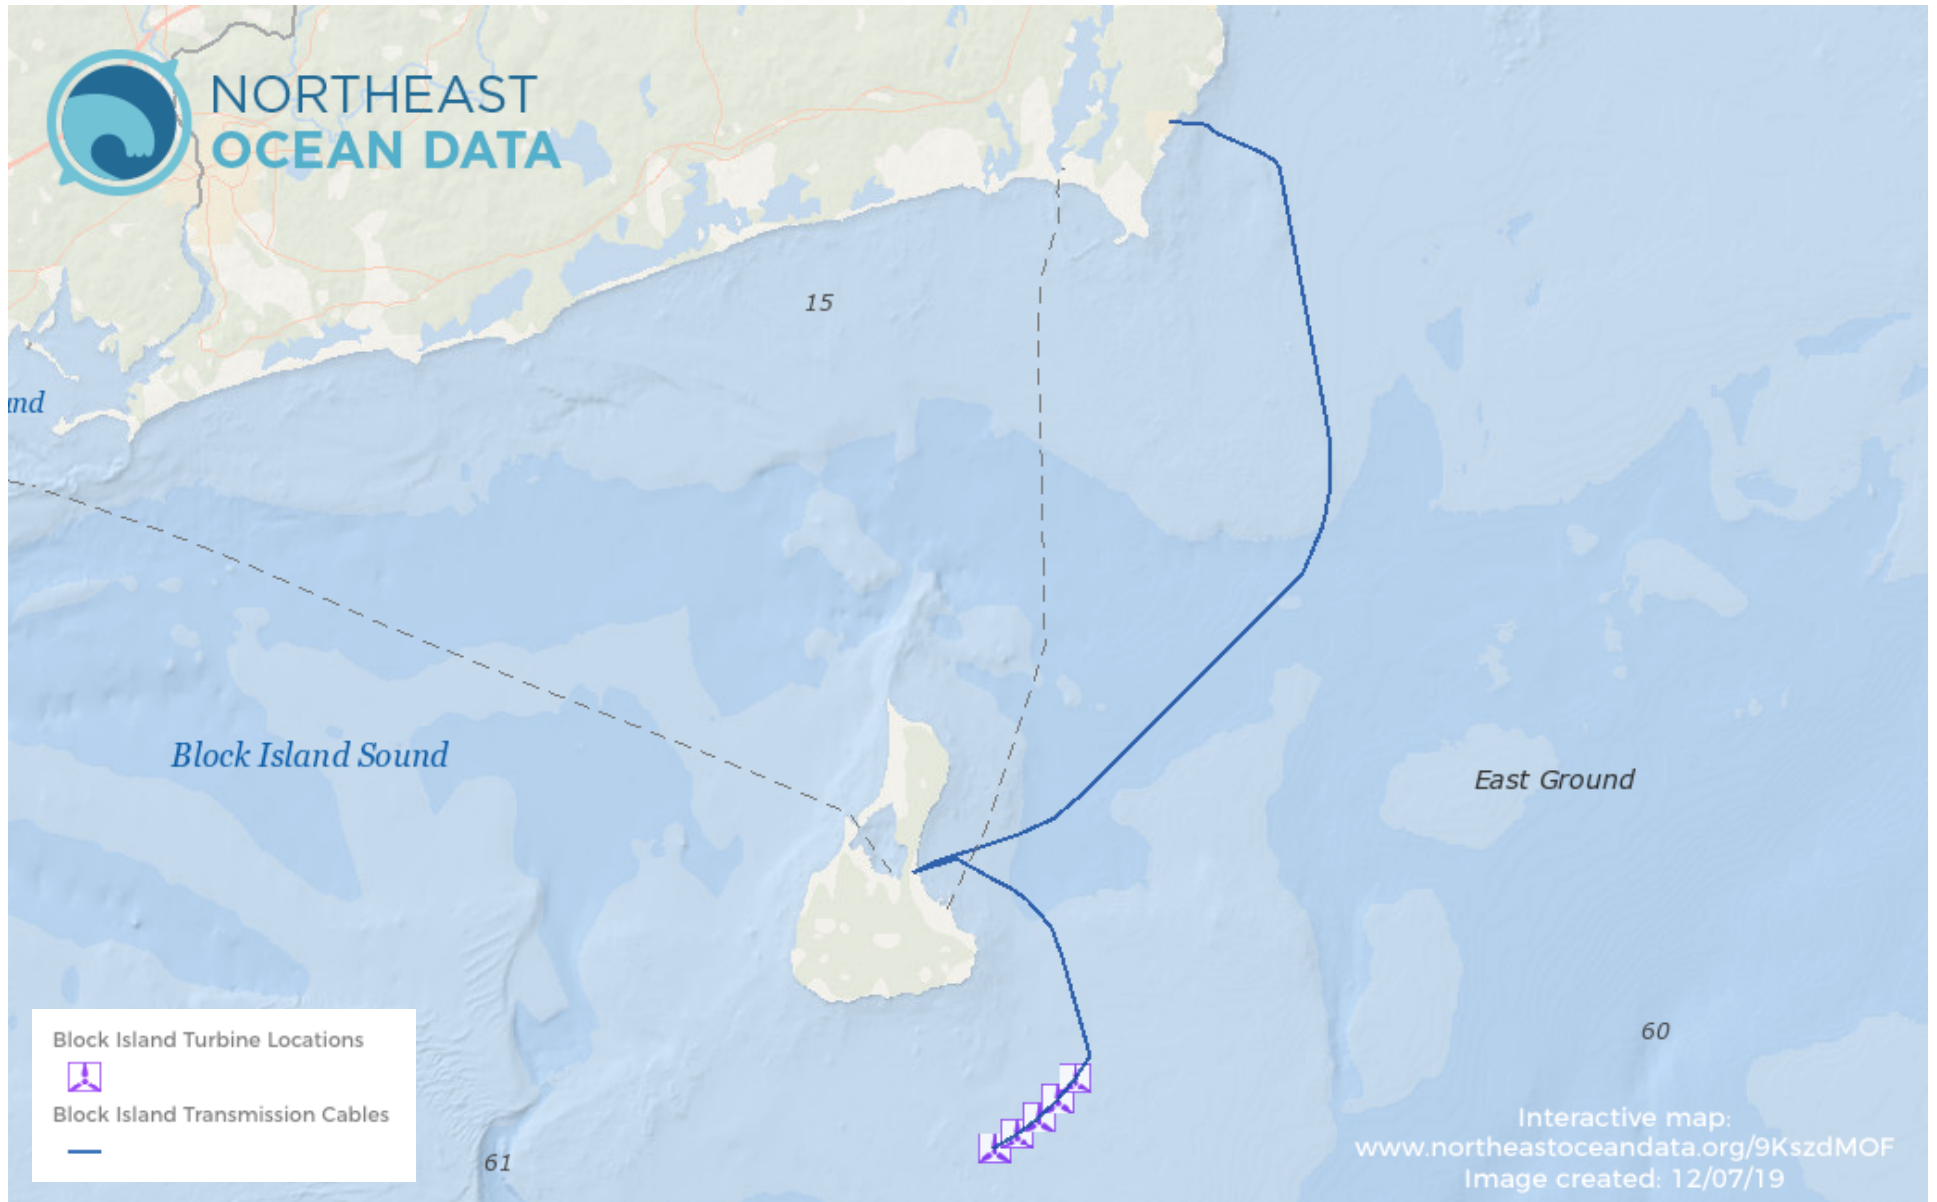 NORTHEAST
OCEAN DATA
15
und
Block Island Sound
East Ground
60
61
Block Island Turbine Locations
Block Island Transmission Cables
Interactive map:
www.northeastoceandata.org/9KszdMOF
Image created: 12/07/19